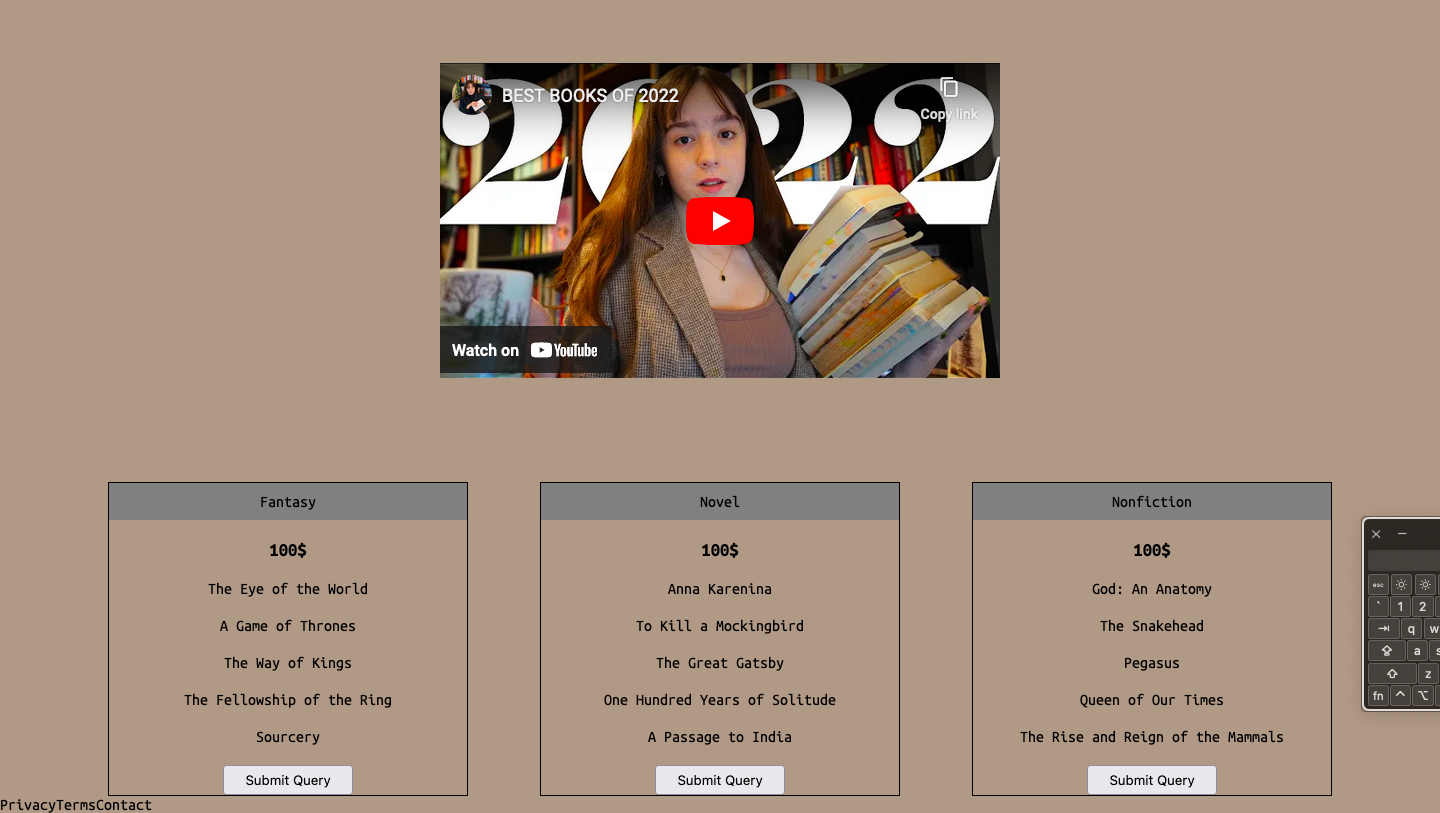 2022
BEST BOOKS OF 2022
Copy link
Watch on YouTube
Fantasy
100$
The Eye of the World
A Game of Thrones
The Way of Kings
The Fellowship of the Ring
Sourcery
Submit Query
Novel
100$
Anna Karenina
To Kill a Mockingbird
The Great Gatsby
One Hundred Years of Solitude
A Passage to India
Submit Query
Nonfiction
100$
God: An Anatomy
The Snakehead
Pegasus
Queen of Our Times
The Rise and Reign of the Mammals
Submit Query
esc
` 1 2
q w
a s
z
fn
PrivacyTermsContact